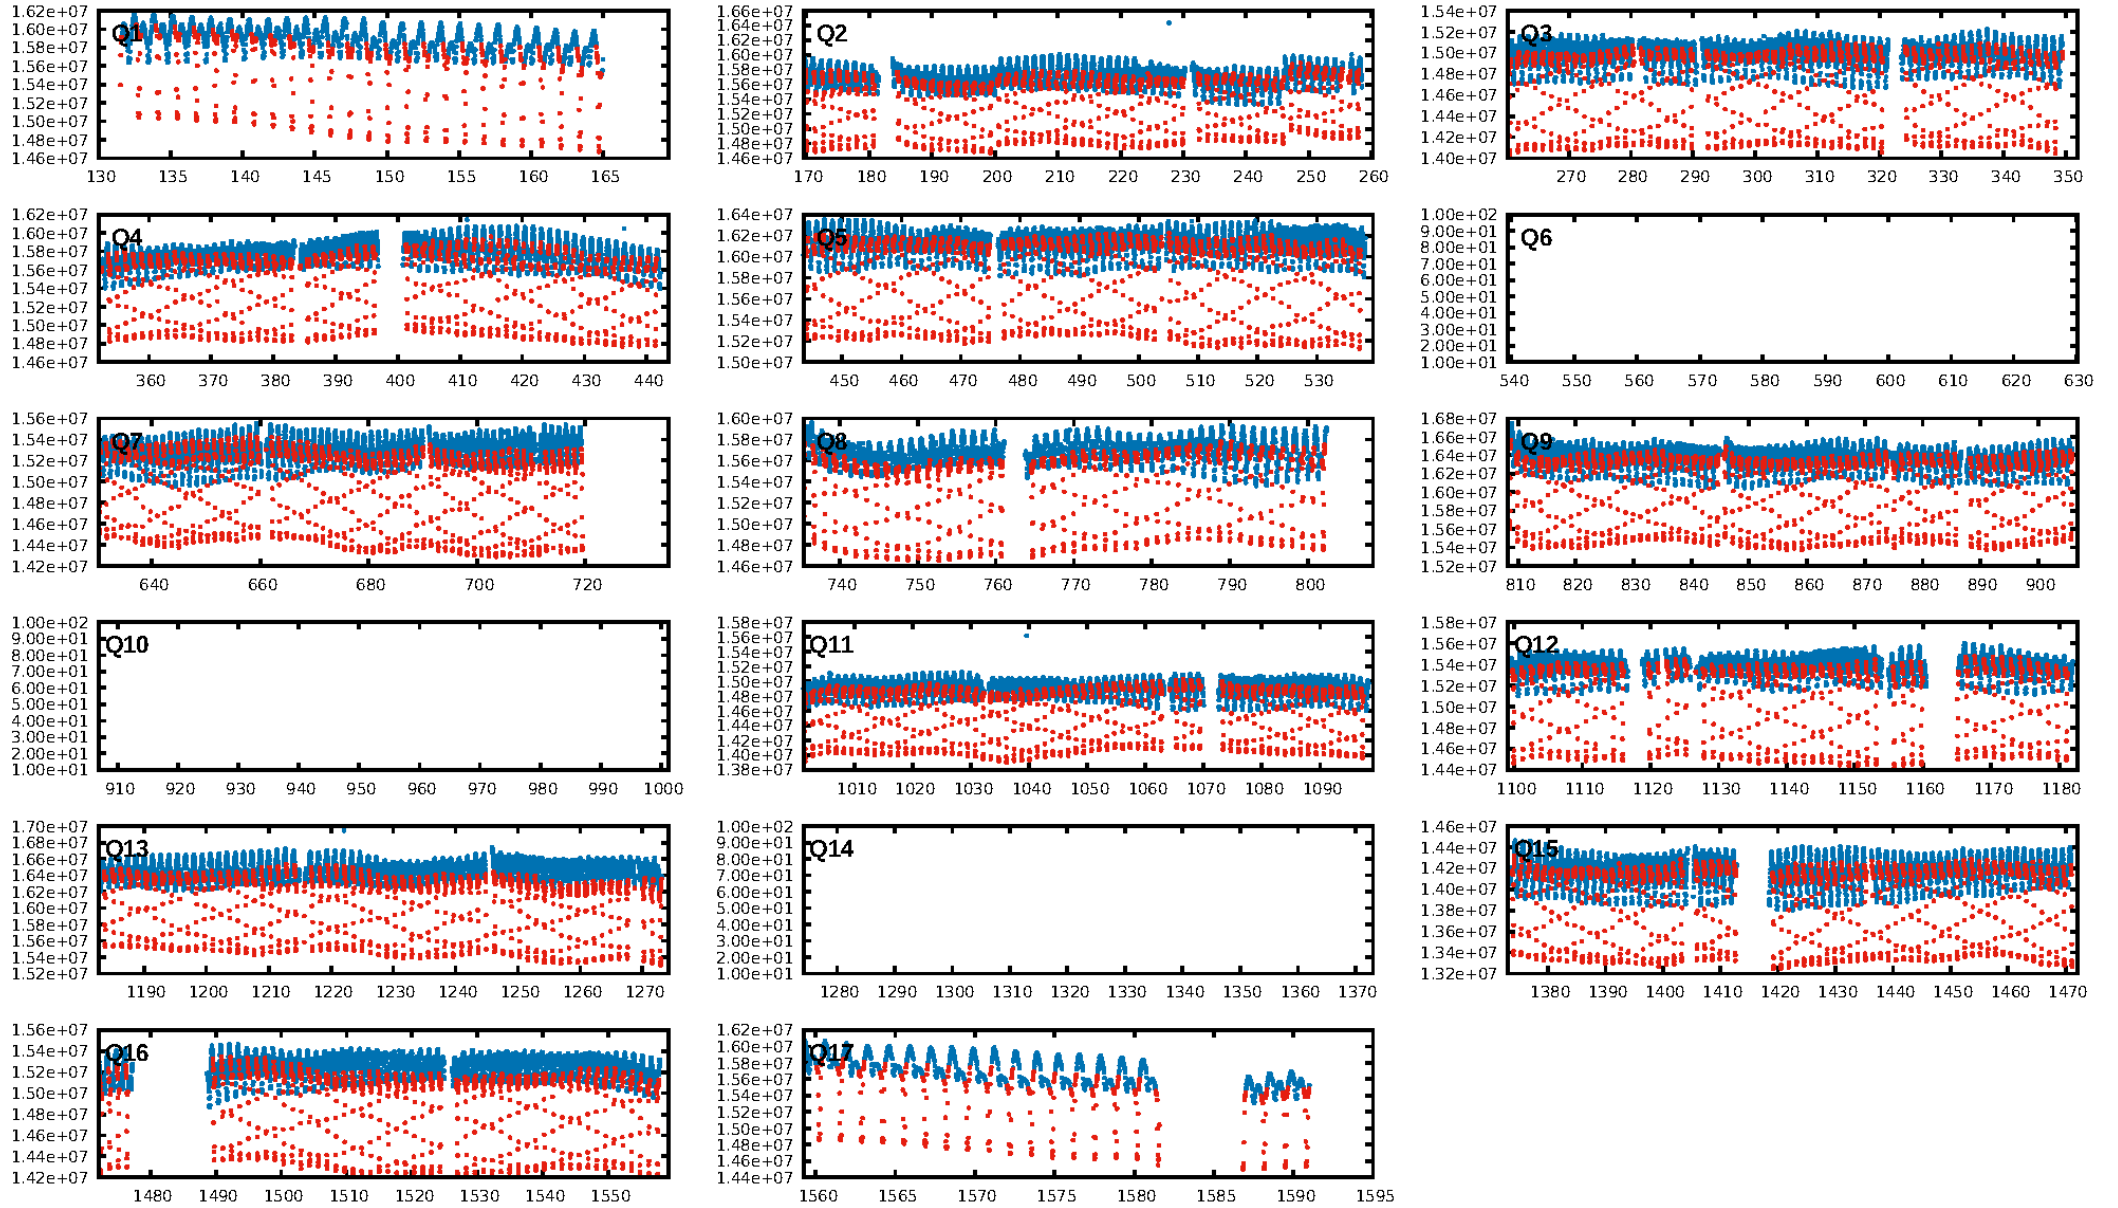 1.62e+07
1.60e+07
Q1
1.58e+07
1.56e+07
1.54e+07
1.52e+07
1.50e+07
1.48e+07
1.46e+07
130 135 140 145 150 155 160 165
1.66e+07
1.64e+07
Q2
1.62e+07
1.60e+07
1.58e+07
1.56e+07
1.54e+07
1.52e+07
1.50e+07
1.48e+07
1.46e+07
170 180 190 200 210 220 230 240 250 260
1.54e+07
1.52e+07
Q3
1.50e+07
1.48e+07
1.46e+07
1.44e+07
1.42e+07
1.40e+07
270 280 290 300 310 320 330 340 350
1.62e+07
1.60e+07
Q4
1.58e+07
1.56e+07
1.54e+07
1.52e+07
1.50e+07
1.48e+07
1.46e+07
360 370 380 390 400 410 420 430 440
1.64e+07
1.62e+07
Q5
1.60e+07
1.58e+07
1.56e+07
1.54e+07
1.52e+07
1.50e+07
450 460 470 480 490 500 510 520 530
1.00e+02
9.00e+01
Q6
8.00e+01
7.00e+01
6.00e+01
5.00e+01
4.00e+01
3.00e+01
2.00e+01
1.00e+01
540 550 560 570 580 590 600 610 620 630
1.56e+07
1.54e+07
Q7
1.52e+07
1.50e+07
1.48e+07
1.46e+07
1.44e+07
1.42e+07
640 660 680 700 720
1.60e+07
1.58e+07
Q8
1.56e+07
1.54e+07
1.52e+07
1.50e+07
1.48e+07
1.46e+07
740 750 760 770 780 790 800
1.68e+07
1.66e+07
Q9
1.64e+07
1.62e+07
1.60e+07
1.58e+07
1.56e+07
1.54e+07
1.52e+07
810 820 830 840 850 860 870 880 890 900
1.00e+02
9.00e+01
Q10
8.00e+01
7.00e+01
6.00e+01
5.00e+01
4.00e+01
3.00e+01
2.00e+01
1.00e+01
910 920 930 940 950 960 970 980 990 1000
1.58e+07
1.56e+07
Q11
1.54e+07
1.52e+07
1.50e+07
1.48e+07
1.46e+07
1.44e+07
1.42e+07
1.40e+07
1.38e+07
1010 1020 1030 1040 1050 1060 1070 1080 1090
1.58e+07
1.56e+07
Q12
1.54e+07
1.52e+07
1.50e+07
1.48e+07
1.46e+07
1.44e+07
1100 1110 1120 1130 1140 1150 1160 1170 1180
1.70e+07
1.68e+07
Q13
1.66e+07
1.64e+07
1.62e+07
1.60e+07
1.58e+07
1.56e+07
1.54e+07
1.52e+07
1190 1200 1210 1220 1230 1240 1250 1260 1270
1.00e+02
9.00e+01
Q14
8.00e+01
7.00e+01
6.00e+01
5.00e+01
4.00e+01
3.00e+01
2.00e+01
1.00e+01
1280 1290 1300 1310 1320 1330 1340 1350 1360 1370
1.46e+07
1.44e+07
Q15
1.42e+07
1.40e+07
1.38e+07
1.36e+07
1.34e+07
1.32e+07
1380 1390 1400 1410 1420 1430 1440 1450 1460 1470
1.56e+07
1.54e+07
Q16
1.52e+07
1.50e+07
1.48e+07
1.46e+07
1.44e+07
1.42e+07
1480 1490 1500 1510 1520 1530 1540 1550
1.62e+07
1.60e+07
Q17
1.58e+07
1.56e+07
1.54e+07
1.52e+07
1.50e+07
1.48e+07
1.46e+07
1.44e+07
1560 1565 1570 1575 1580 1585 1590 1595